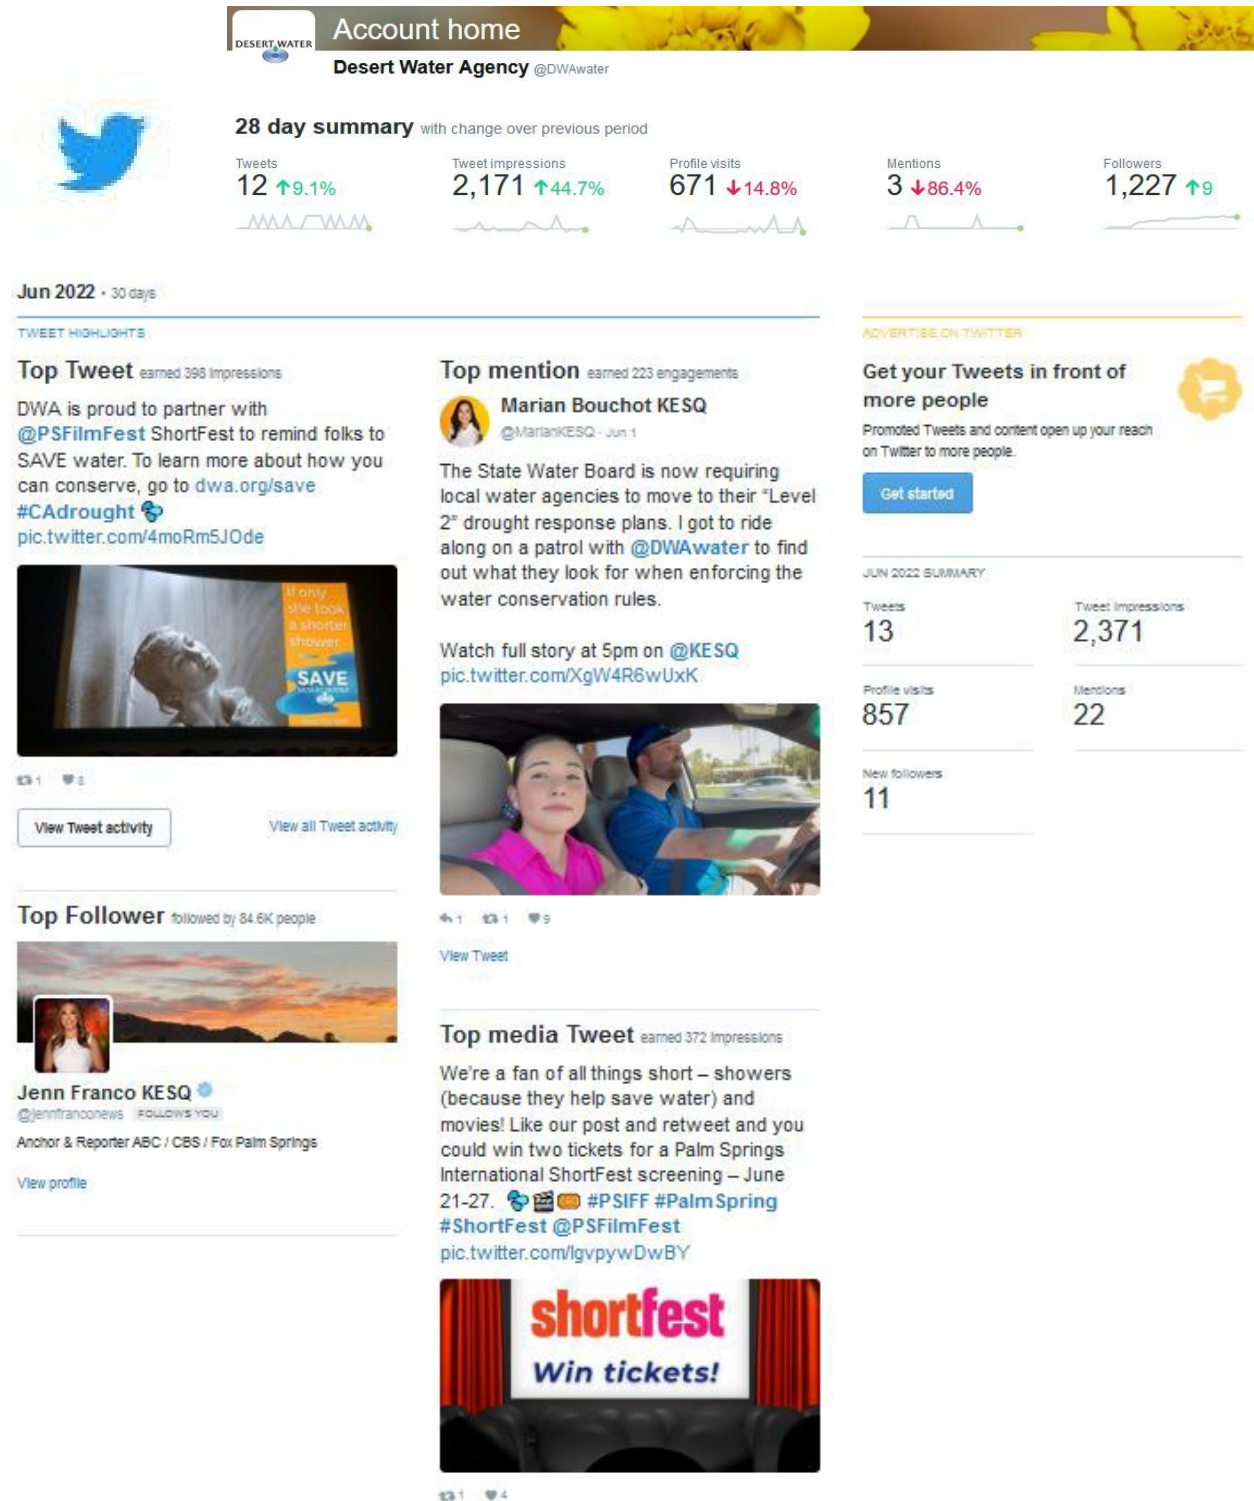 DESERT WATER
Account home
Desert Water Agency @DWAwater
28 day summary with change over previous period
Tweets
12 ↑9.1%
Tweet impressions
2,171 ↑44.7%
Profile visits
671 ↓14.8%
Mentions
3 ↓86.4%
Followers
1,227 ↑9
Jun 2022 • 30 days
TWEET HIGHLIGHTS
Top Tweet earned 398 impressions
DWA is proud to partner with
@PSFilmFest ShortFest to remind folks to
SAVE water. To learn more about how you
can conserve, go to dwa.org/save
#CAdrought
pic.twitter.com/4moRm5JOde
If only
she took
a shorter
shower
SAVE
1 8
View Tweet activity
View all Tweet activity
Top Follower followed by 84.6K people
Jenn Franco KESQ
@jennfranconews FOLLOWS YOU
Anchor & Reporter ABC / CBS / Fox Palm Springs
View profile
Top mention earned 223 engagements
Marian Bouchot KESQ
@MarianKESQ · Jun 1
The State Water Board is now requiring
local water agencies to move to their “Level
2” drought response plans. I got to ride
along on a patrol with @DWAwater to find
out what they look for when enforcing the
water conservation rules.
Watch full story at 5pm on @KESQ
pic.twitter.com/XgW4R6wUxK
1 1 9
View Tweet
Top media Tweet earned 372 impressions
We're a fan of all things short – showers
(because they help save water) and
movies! Like our post and retweet and you
could win two tickets for a Palm Springs
International ShortFest screening – June
21-27. #PSIFF #PalmSpring
#ShortFest @PSFilmFest
pic.twitter.com/lgvpywDwBY
shortfest
Win tickets!
1 4
ADVERTISE ON TWITTER
Get your Tweets in front of
more people
Promoted Tweets and content open up your reach
on Twitter to more people.
Get started
JUN 2022 SUMMARY
Tweets
13
Tweet impressions
2,371
Profile visits
857
Mentions
22
New followers
11